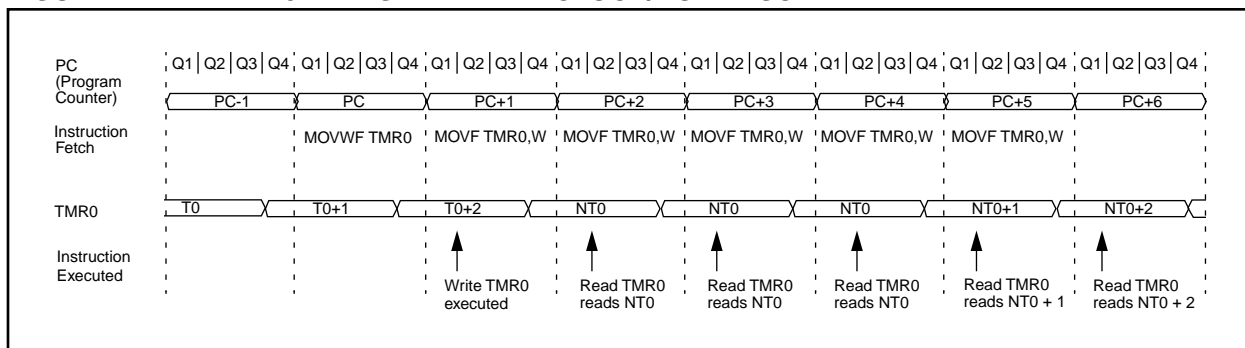 PC
(Program
Counter)
Q1 Q2 Q3 Q4 Q1 Q2 Q3 Q4 Q1 Q2 Q3 Q4 Q1 Q2 Q3 Q4 Q1 Q2 Q3 Q4 Q1 Q2 Q3 Q4 Q1 Q2 Q3 Q4 Q1 Q2 Q3 Q4
PC-1 PC PC+1 PC+2 PC+3 PC+4 PC+5 PC+6
Instruction
Fetch
MOVWF TMR0 MOVF TMR0,W MOVF TMR0,W MOVF TMR0,W MOVF TMR0,W MOVF TMR0,W
TMR0
T0 T0+1 T0+2 NT0 NT0 NT0 NT0+1 NT0+2
Instruction
Executed
Write TMR0
executed
Read TMR0
reads NT0
Read TMR0
reads NT0
Read TMR0
reads NT0
Read TMR0
reads NT0 + 1
Read TMR0
reads NT0 + 2